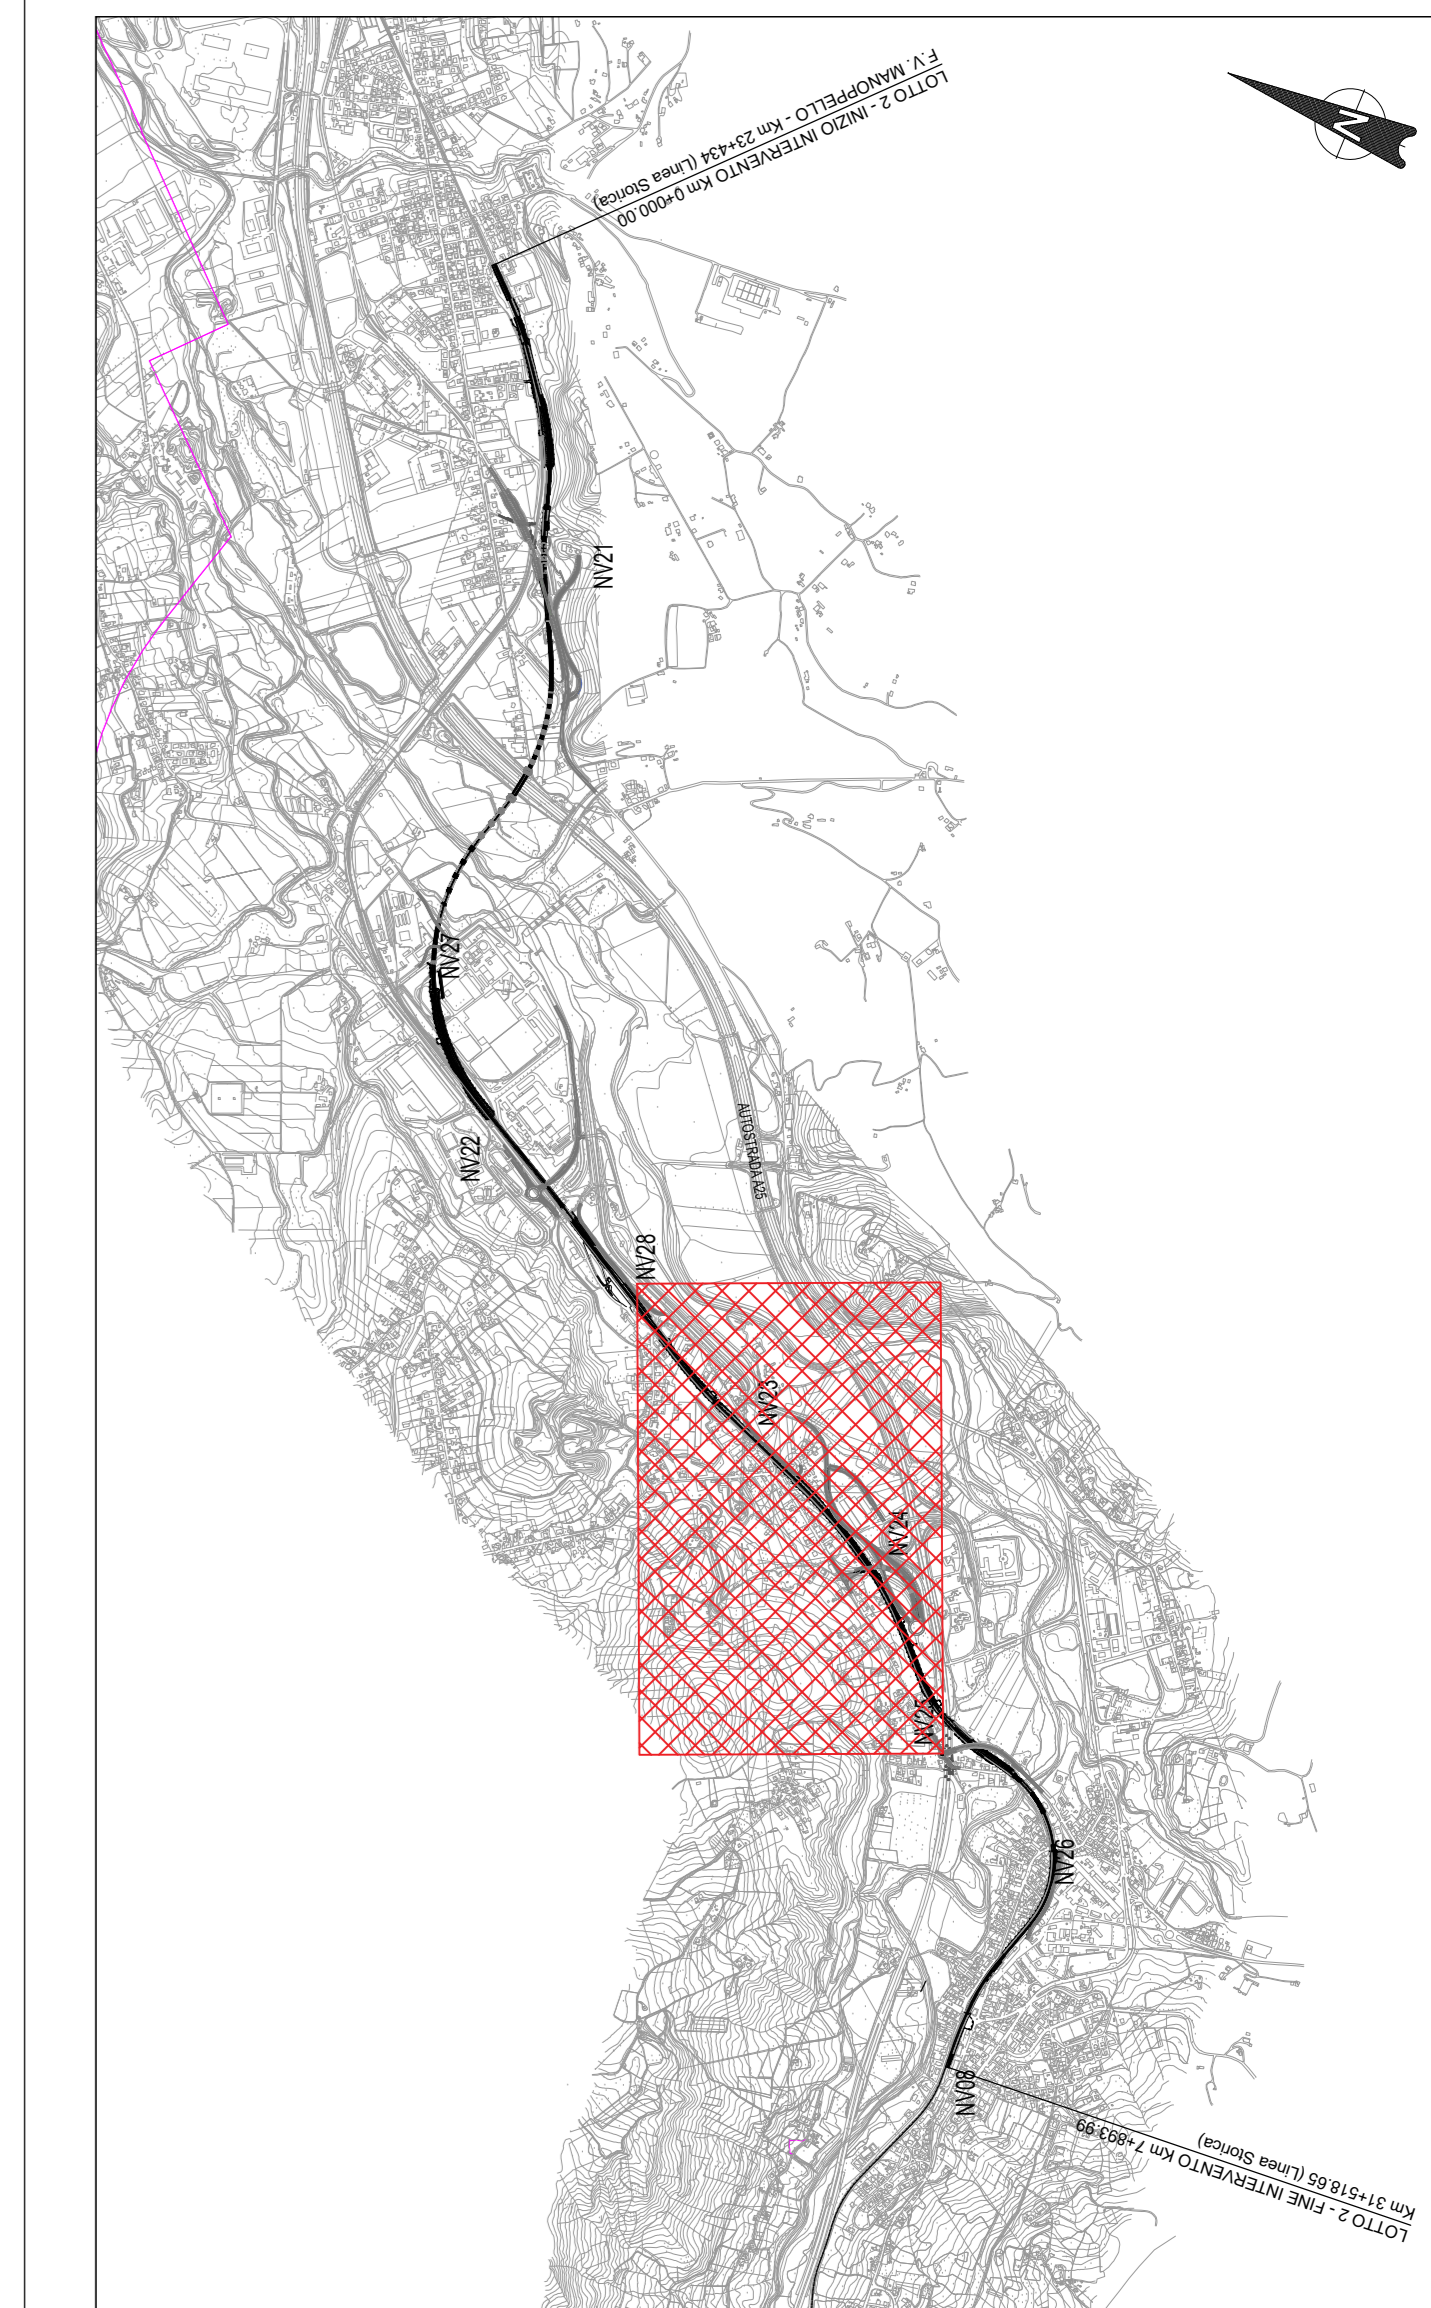 LOTTO 2 - INIZIO INTERVENTO Km 0+000.00
F.V. MANOPPELLO - Km 23+434 (Linea Storica)
N
NV21
NV27
NV22
AUTOSTRADA A25
NV28
NV23
NV24
NV25
NV26
NV08
LOTTO 2 - FINE INTERVENTO Km 7+893.99
Km 31+518.65 (Linea Storica)